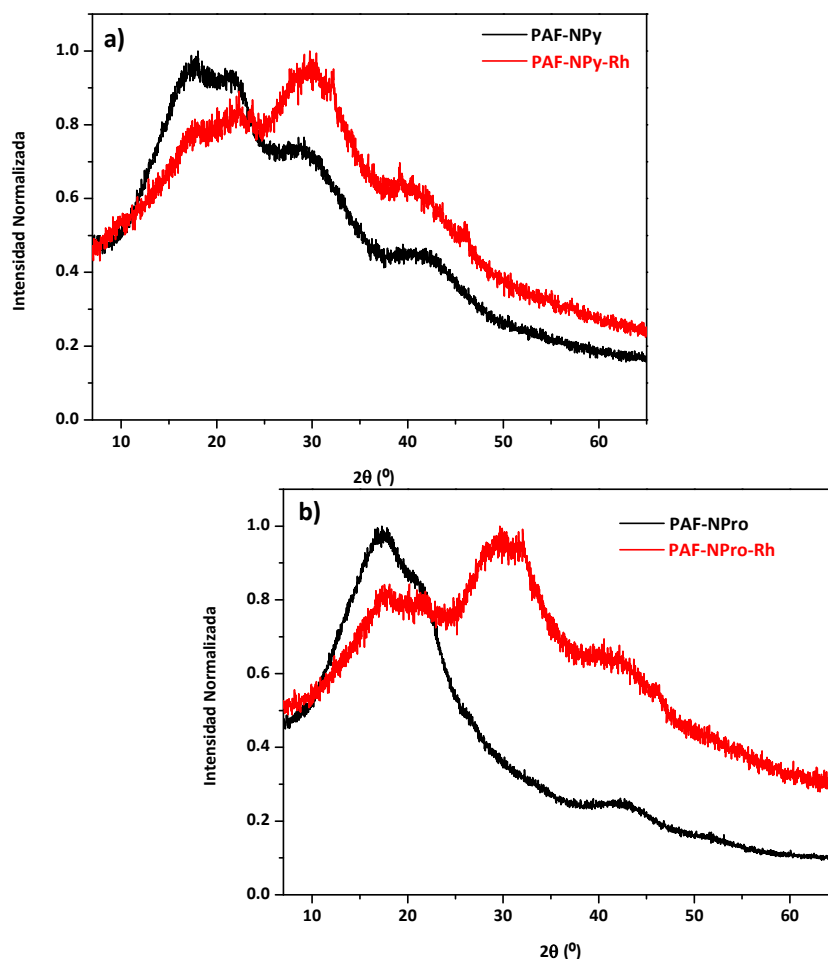 a)
PAF-NPy
PAF-NPy-Rh
1.0
0.8
0.6
0.4
0.2
0.0
Intensidad Normalizada
10 20 30 40 50 60
2θ (⁰)
b)
PAF-NPro
PAF-NPro-Rh
1.0
0.8
0.6
0.4
0.2
0.0
Intensidad Normalizada
10 20 30 40 50 60
2θ (⁰)